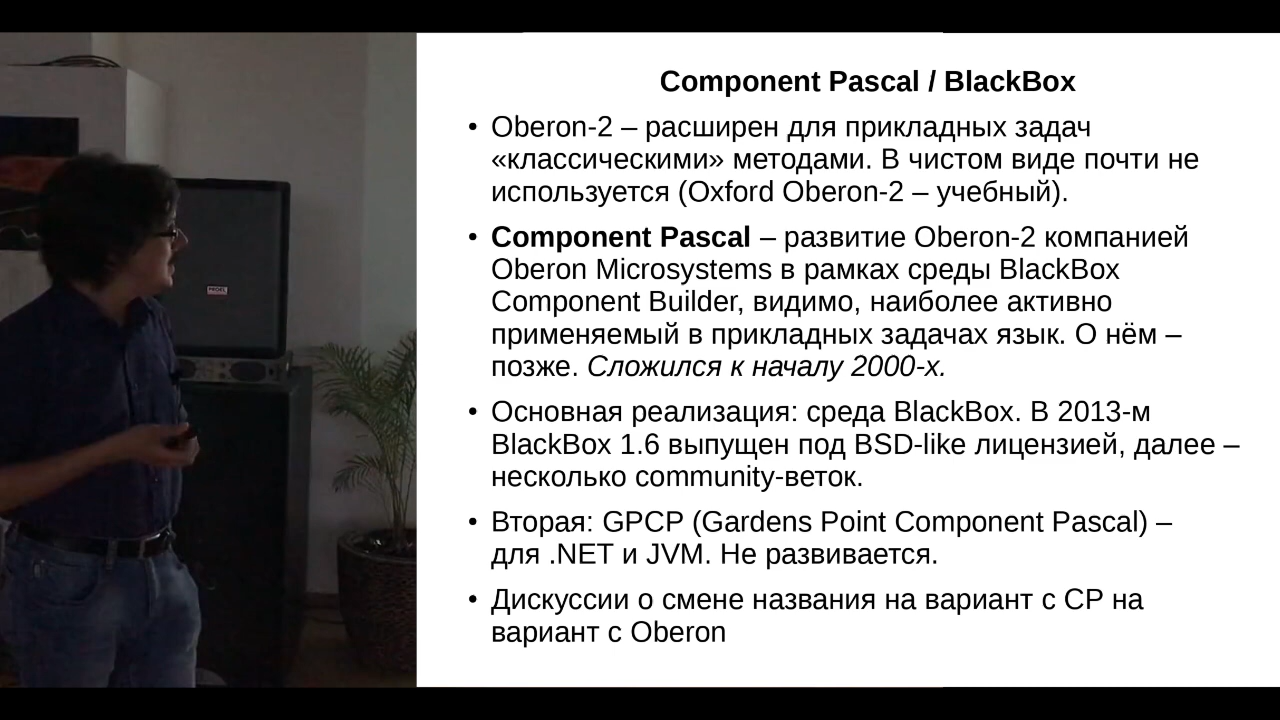 Component Pascal / BlackBox
• Oberon-2 – расширен для прикладных задач
«классическими» методами. В чистом виде почти не
используется (Oxford Oberon-2 – учебный).
• Component Pascal – развитие Oberon-2 компанией
Oberon Microsystems в рамках среды BlackBox
Component Builder, видимо, наиболее активно
применяемый в прикладных задачах язык. О нём –
позже. Сложился к началу 2000-х.
• Основная реализация: среда BlackBox. В 2013-м
BlackBox 1.6 выпущен под BSD-like лицензией, далее –
несколько community-веток.
• Вторая: GPCP (Gardens Point Component Pascal) –
для .NET и JVM. Не развивается.
• Дискуссии о смене названия на вариант с CP на
вариант с Oberon